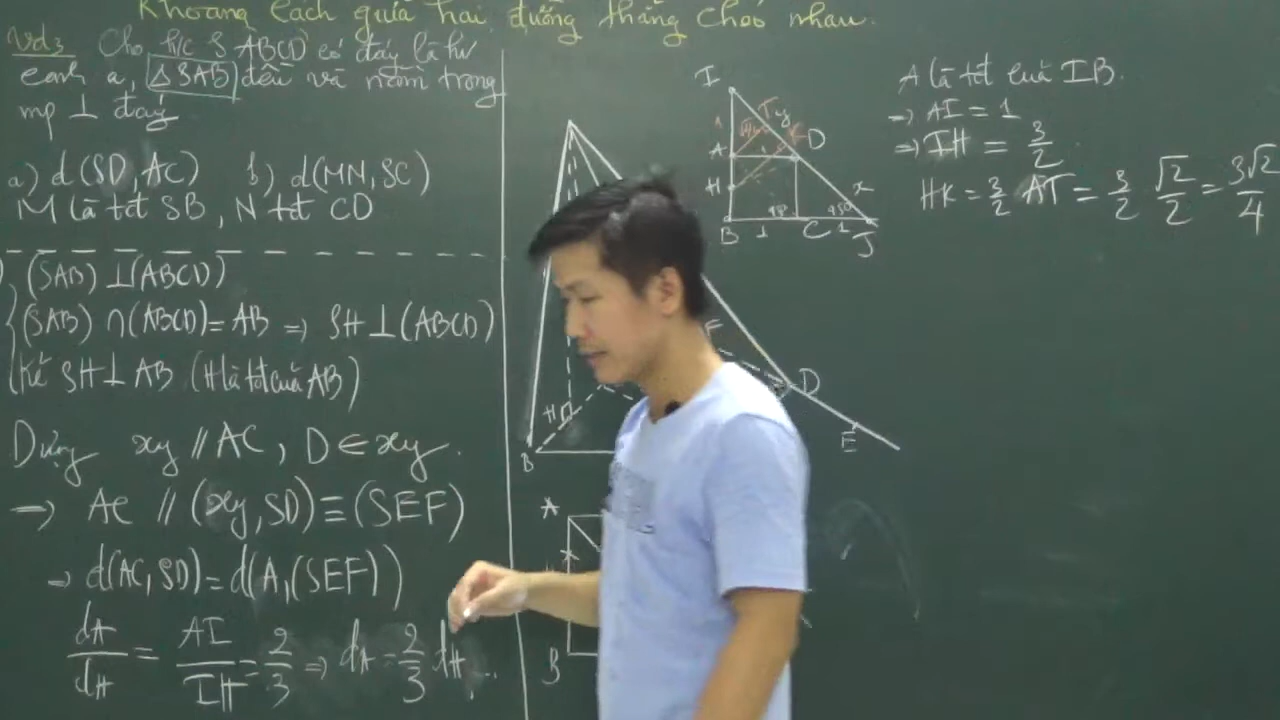 Khoảng cách giữa hai đường thẳng chéo nhau.
Vd3 Cho h/c S ABCD có đáy là hv
cạnh a, ΔSAB đều và nằm trong
mp ⊥ đáy
a) d(SD, AC) b) d(MN, SC)
M là tđ SB, N tđ CD
(SAB) ⊥ (ABCD)
(SAB) ∩ (ABCD) = AB ⇒ SH ⊥ (ABCD)
Kẻ SH ⊥ AB (H là tđ của AB)
Dựng xy // AC, D ∈ xy.
⇒ AC // (xy, SD) ≡ (SEF)
⇒ d(AC, SD) = d(A, (SEF))
dA/dH = AI/IH = 2/3 ⇒ dA = 2/3 dH ...
H
B
F
D
E
A
B
I
T
y
A
D
H
x
45°
B
1
C
1
J
A là tđ của IB.
⇒ AI = 1
⇒ IH = 3/2
HK = 3/2 AT = 3/2 √2/2 = 3√2/4